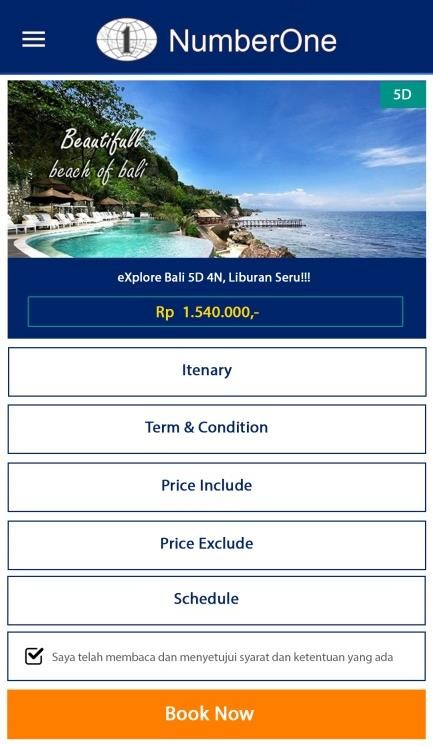 1 NumberOne
5D
Beautifull
beach of bali
eXplore Bali 5D 4N, Liburan Seru!!!
Rp 1.540.000,-
Itenary
Term & Condition
Price Include
Price Exclude
Schedule
Saya telah membaca dan menyetujui syarat dan ketentuan yang ada
Book Now